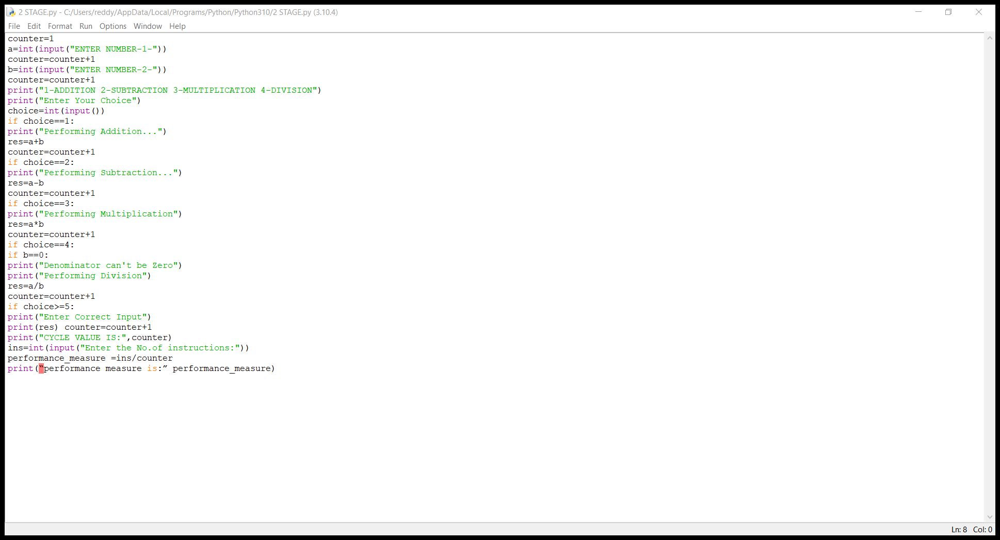 2 STAGE.py - C:/Users/reddy/AppData/Local/Programs/Python/Python310/2 STAGE.py (3.10.4)
File Edit Format Run Options Window Help
counter=1
a=int(input("ENTER NUMBER-1-"))
counter=counter+1
b=int(input("ENTER NUMBER-2-"))
counter=counter+1
print("1-ADDITION 2-SUBTRACTION 3-MULTIPLICATION 4-DIVISION")
print("Enter Your Choice")
choice=int(input())
if choice==1:
print("Performing Addition...")
res=a+b
counter=counter+1
if choice==2:
print("Performing Subtraction...")
res=a-b
counter=counter+1
if choice==3:
print("Performing Multiplication")
res=a*b
counter=counter+1
if choice==4:
if b==0:
print("Denominator can't be Zero")
print("Performing Division")
res=a/b
counter=counter+1
if choice>=5:
print("Enter Correct Input")
print(res) counter=counter+1
print("CYCLE VALUE IS:",counter)
ins=int(input("Enter the No.of instructions:"))
performance_measure =ins/counter
print(“performance measure is:” performance_measure)
Ln: 8 Col: 0